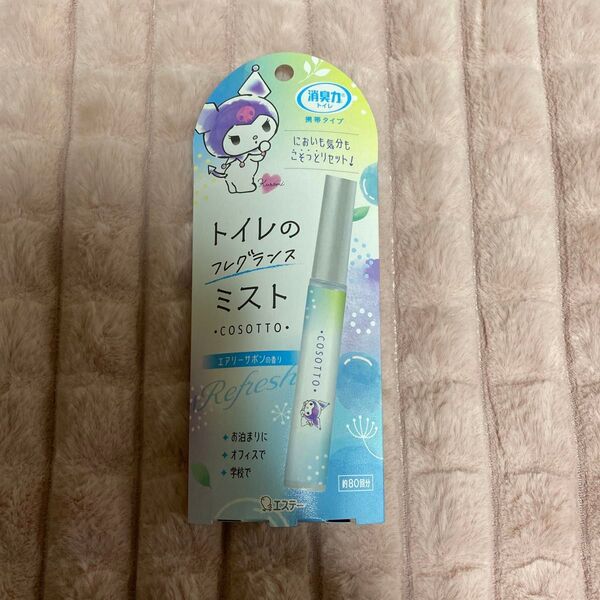 消臭力
トイレ
携帯タイプ
においも気分も
こそっとリセット!
Kuromi
トイレの
フレグランス
ミスト
・COSOTTO・
エアリーサボンの香り
Refresh
お泊まりに
オフィスで
学校で
・COSOTTO・
約80回分
エステー